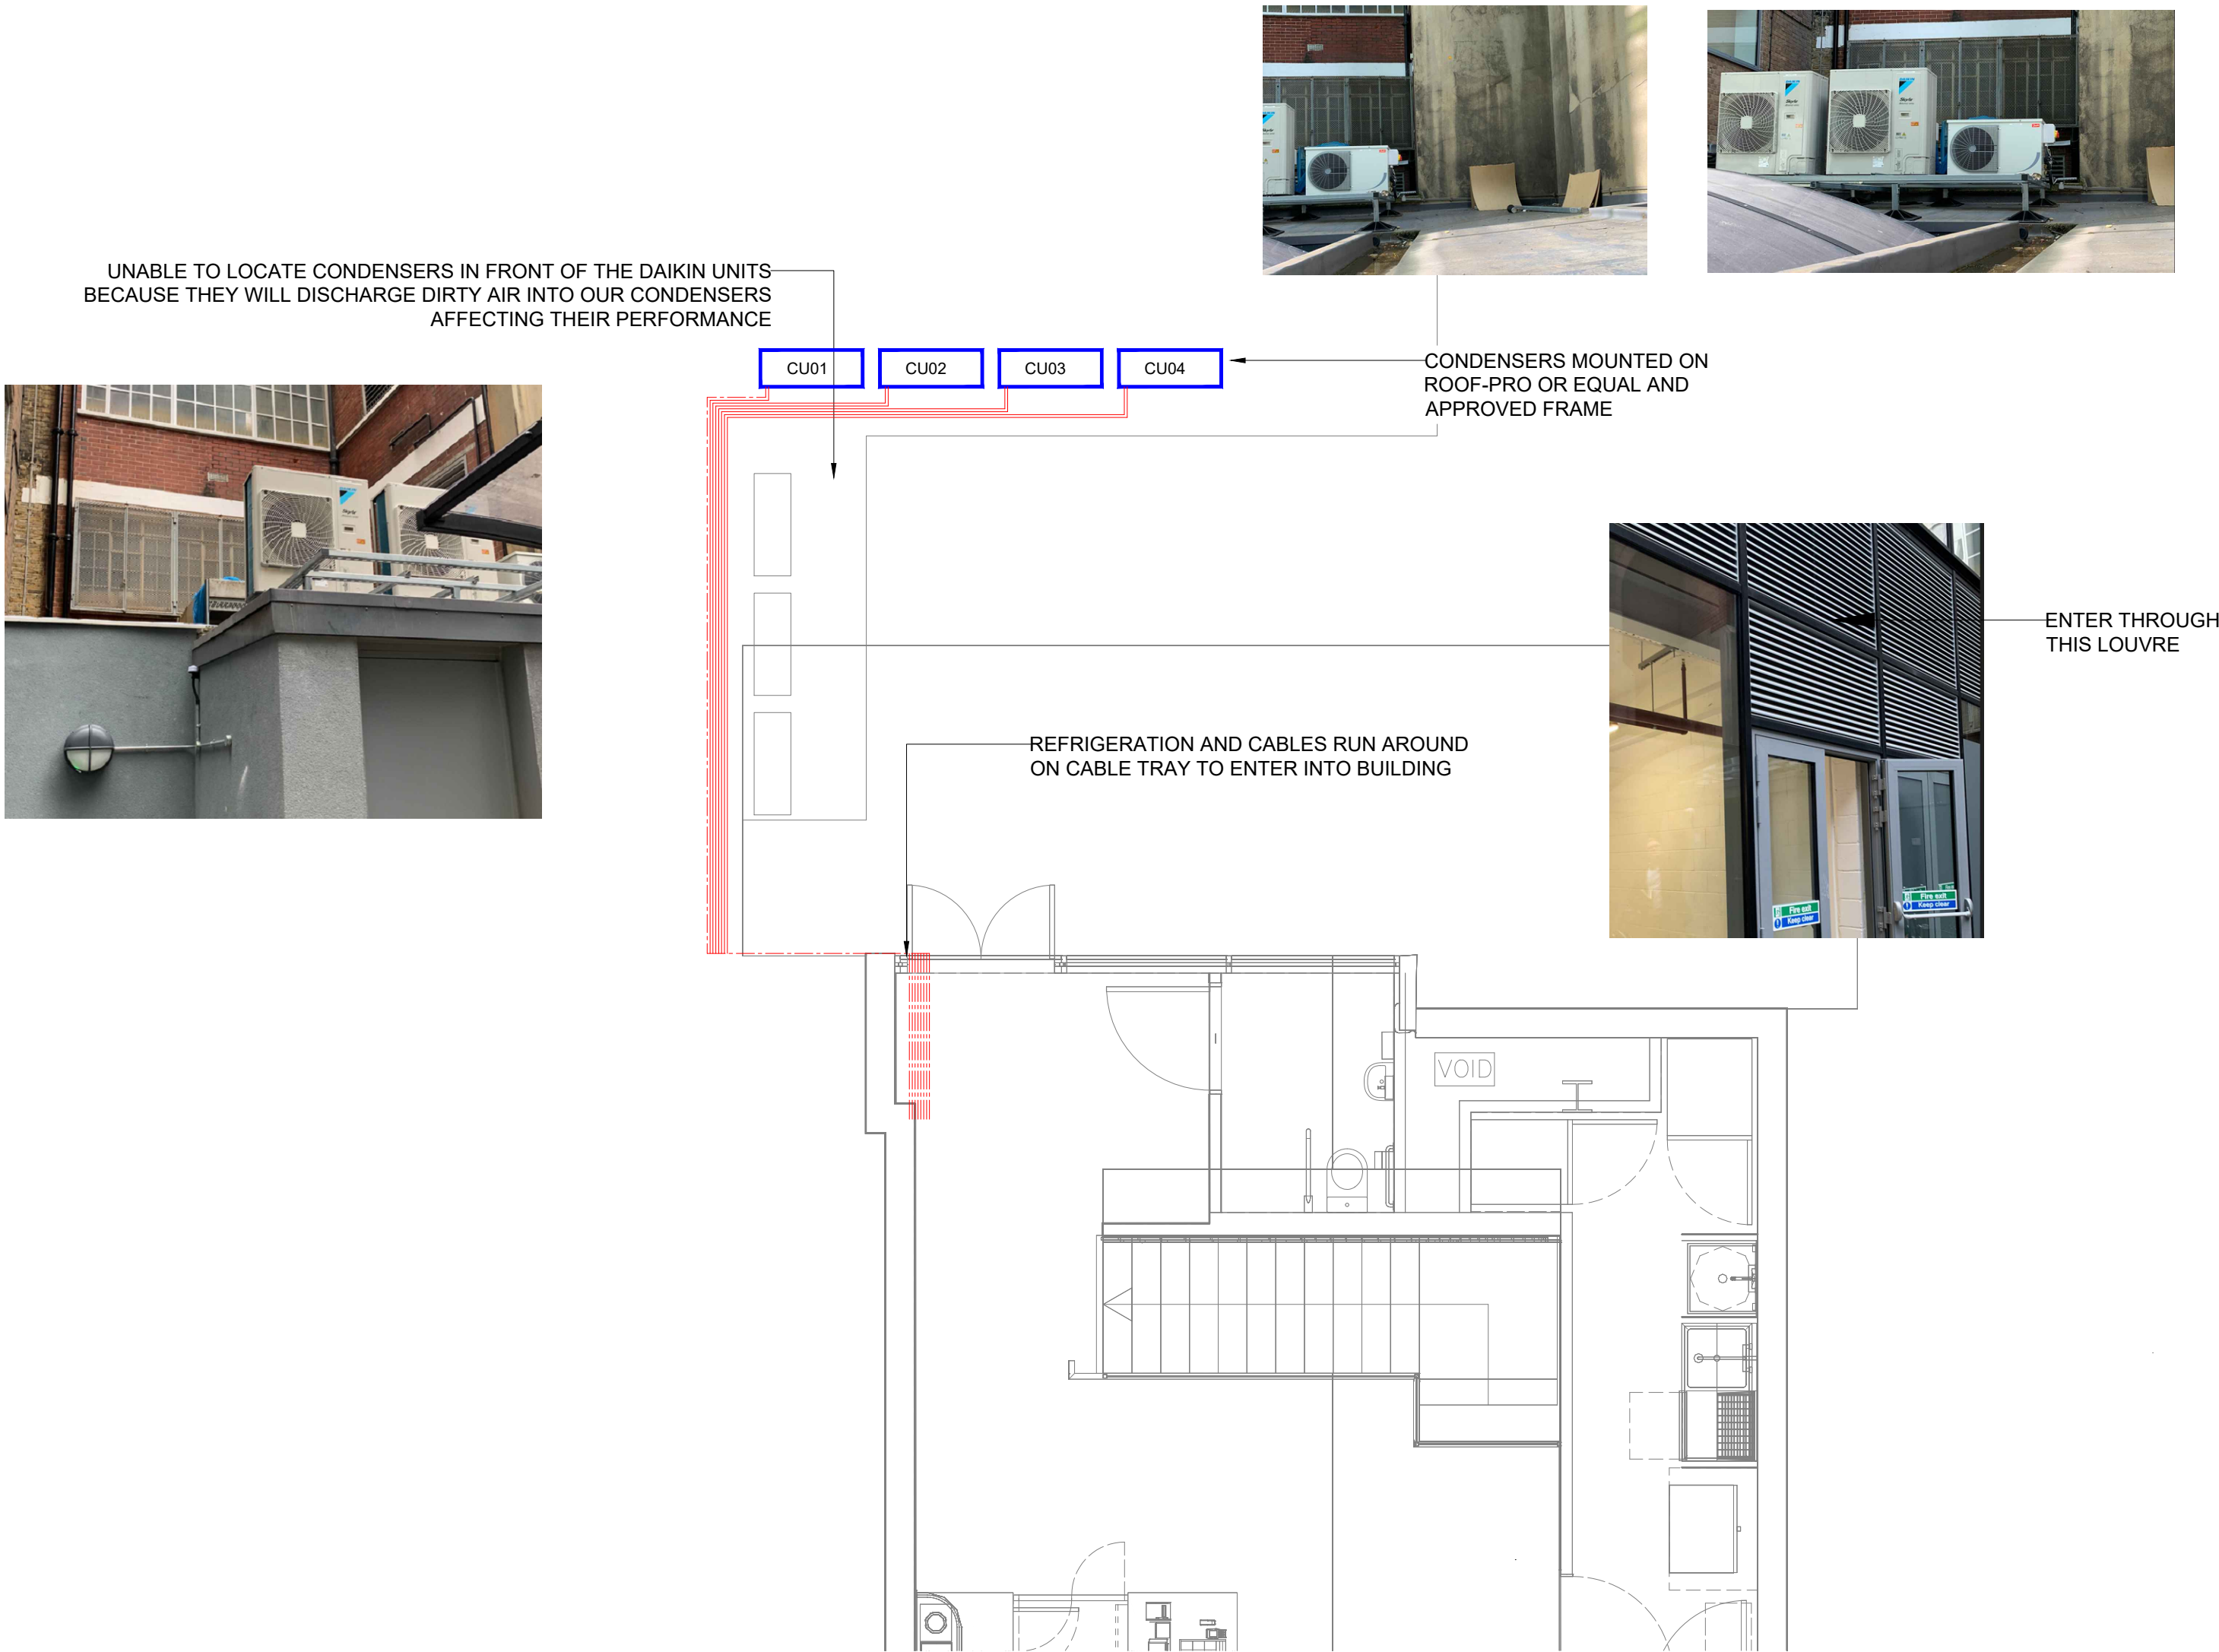 UNABLE TO LOCATE CONDENSERS IN FRONT OF THE DAIKIN UNITS
BECAUSE THEY WILL DISCHARGE DIRTY AIR INTO OUR CONDENSERS
AFFECTING THEIR PERFORMANCE
CU01
CU02
CU03
CU04
CONDENSERS MOUNTED ON
ROOF-PRO OR EQUAL AND
APPROVED FRAME
ENTER THROUGH
THIS LOUVRE
REFRIGERATION AND CABLES RUN AROUND
ON CABLE TRAY TO ENTER INTO BUILDING
Fire exit
Keep clear
Fire exit
Keep clear
VOID